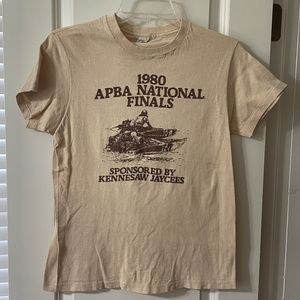 1980
APBA NATIONAL
FINALS
SPONSORED BY
KENNESAW JAYCEES